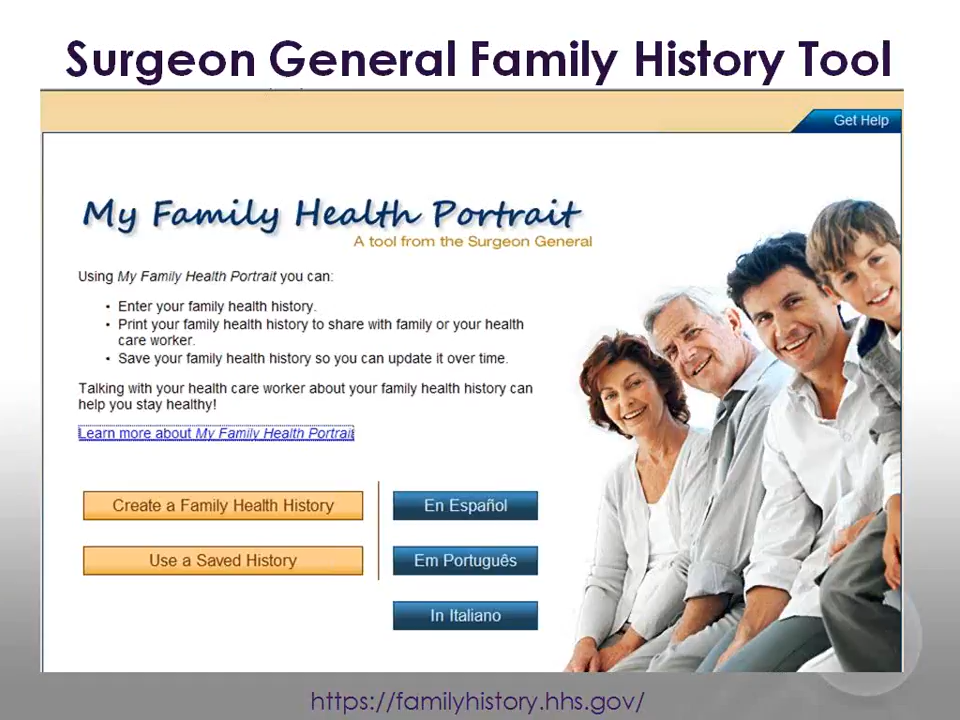 Surgeon General Family History Tool
Get Help
My Family Health Portrait
A tool from the Surgeon General
Using My Family Health Portrait you can:
• Enter your family health history.
• Print your family health history to share with family or your health
care worker.
• Save your family health history so you can update it over time.
Talking with your health care worker about your family health history can
help you stay healthy!
Learn more about My Family Health Portrait
Create a Family Health History
En Español
Use a Saved History
Em Português
In Italiano
https://familyhistory.hhs.gov/